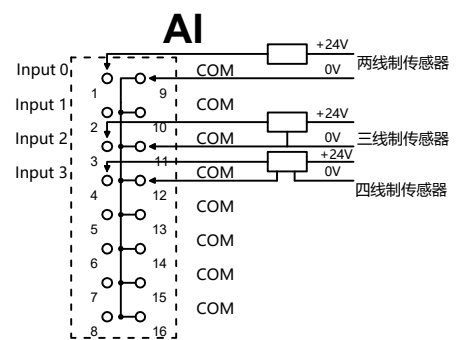 AI
+24V
Input 0 COM 0V 两线制传感器
1 9
Input 1 COM
+24V
2 10
Input 2 COM 0V 三线制传感器
3 11 +24V
Input 3 COM 0V
4 12 四线制传感器
COM
5 13
COM
6 14
COM
7 15
COM
8 16